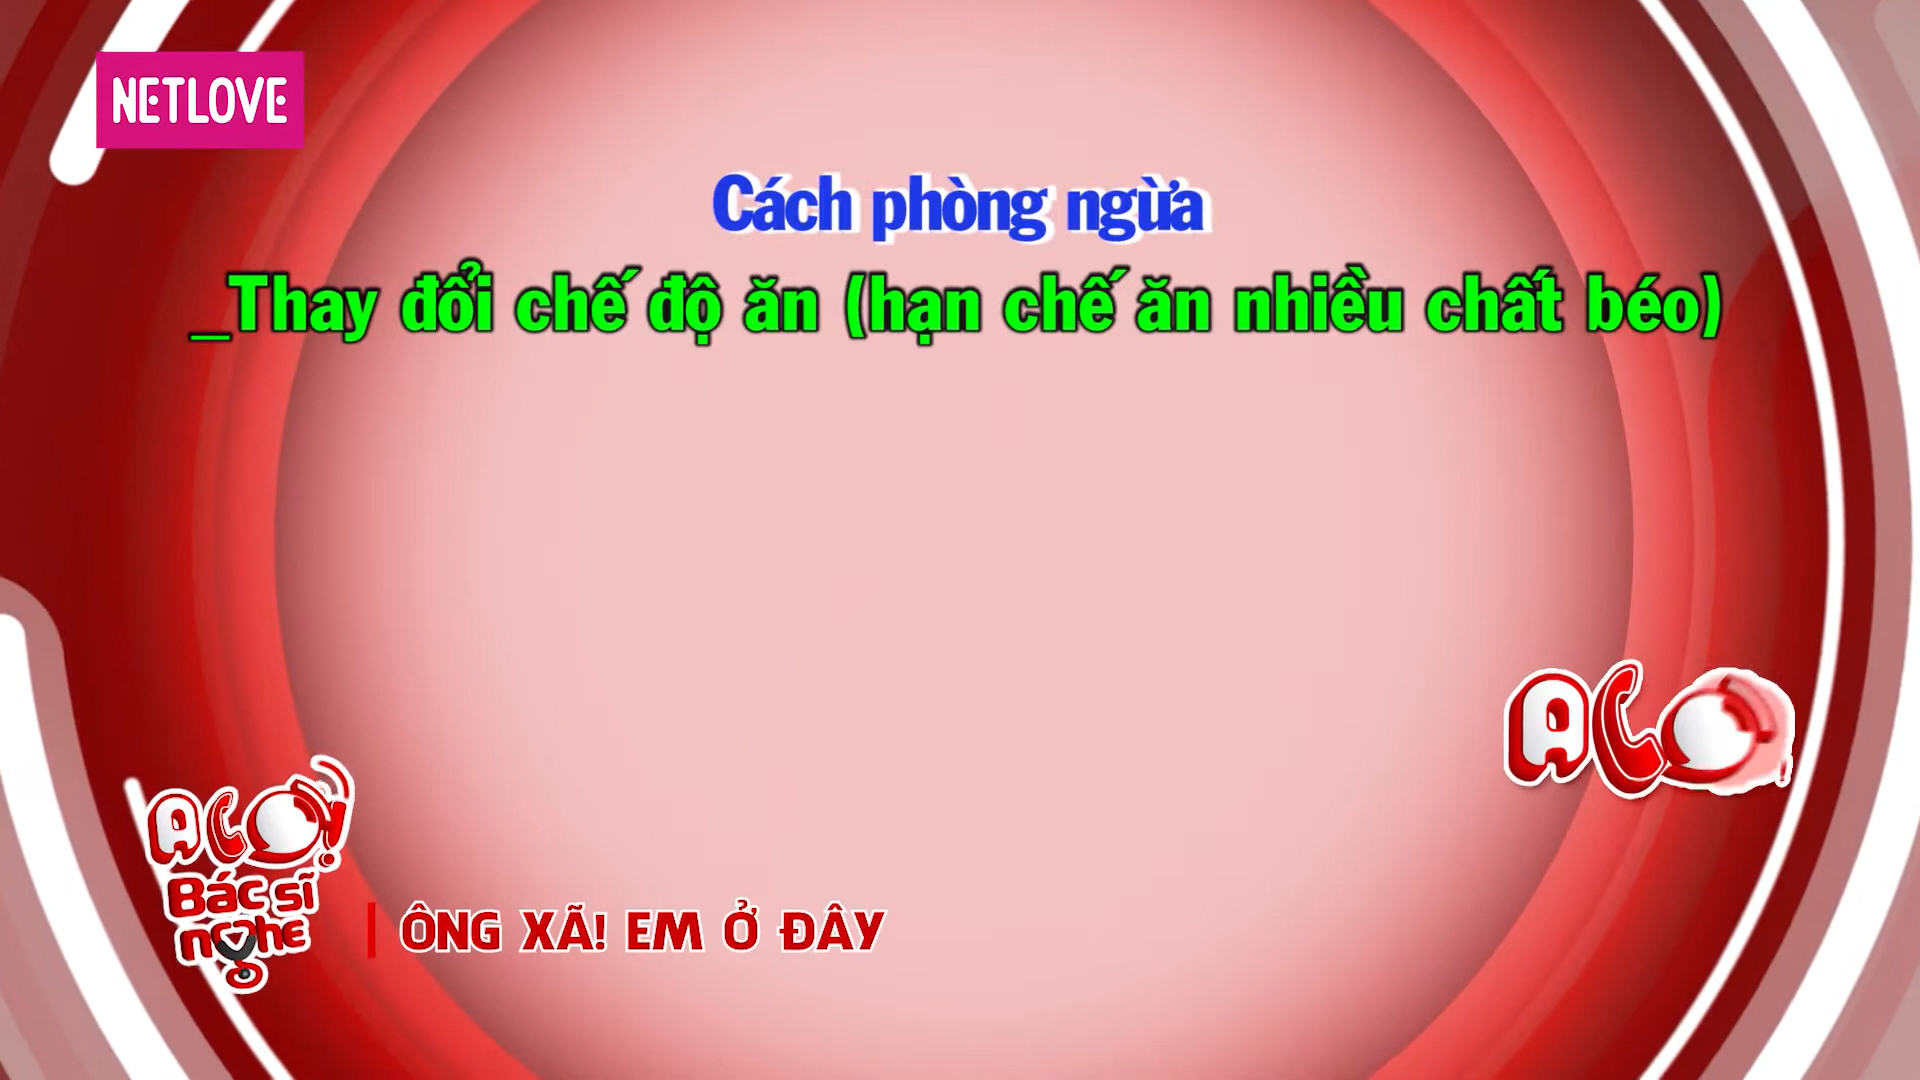 NETLOVE
Cách phòng ngừa
_Thay đổi chế độ ăn (hạn chế ăn nhiều chất béo)
ALO
ALO!
Bác sĩ
nghe
ÔNG XÃ! EM Ở ĐÂY